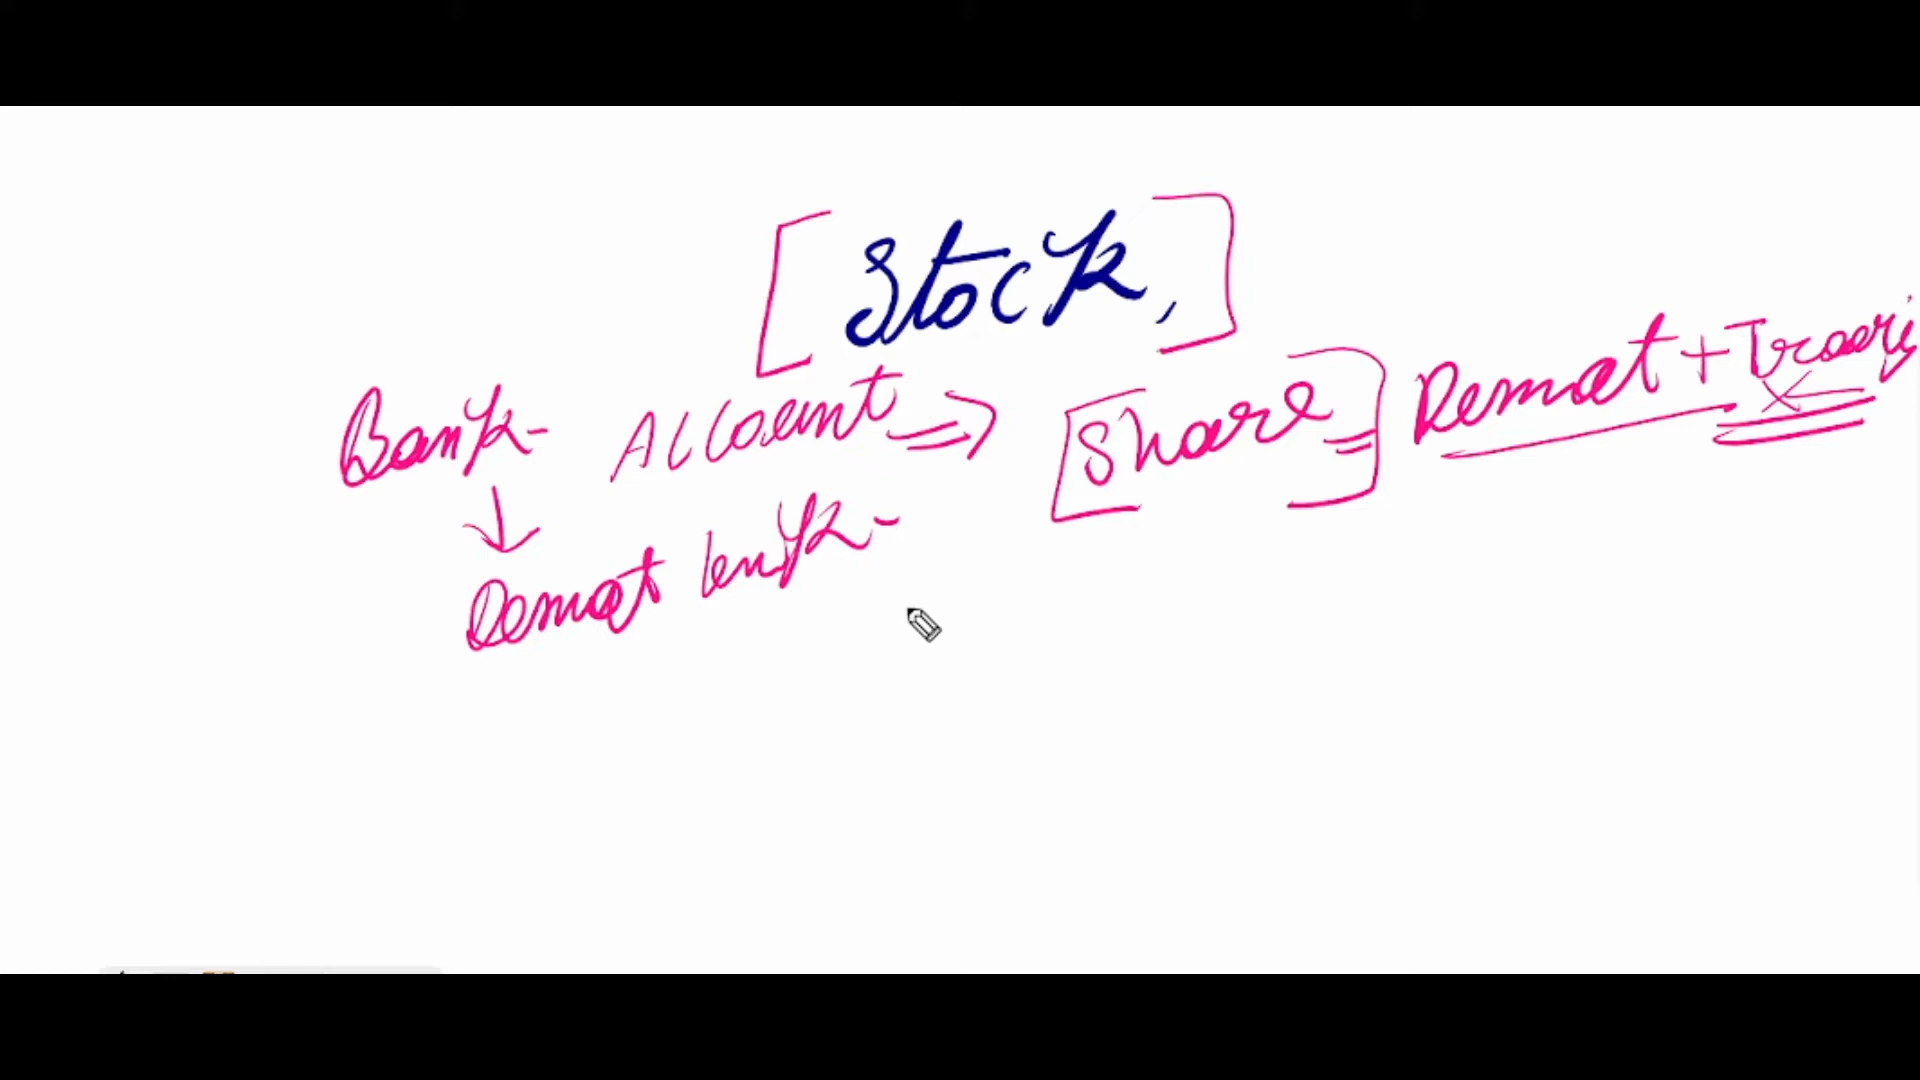 [Stock,]
Bank- Account => [Share] Demat + Trading
↓
Demat link-